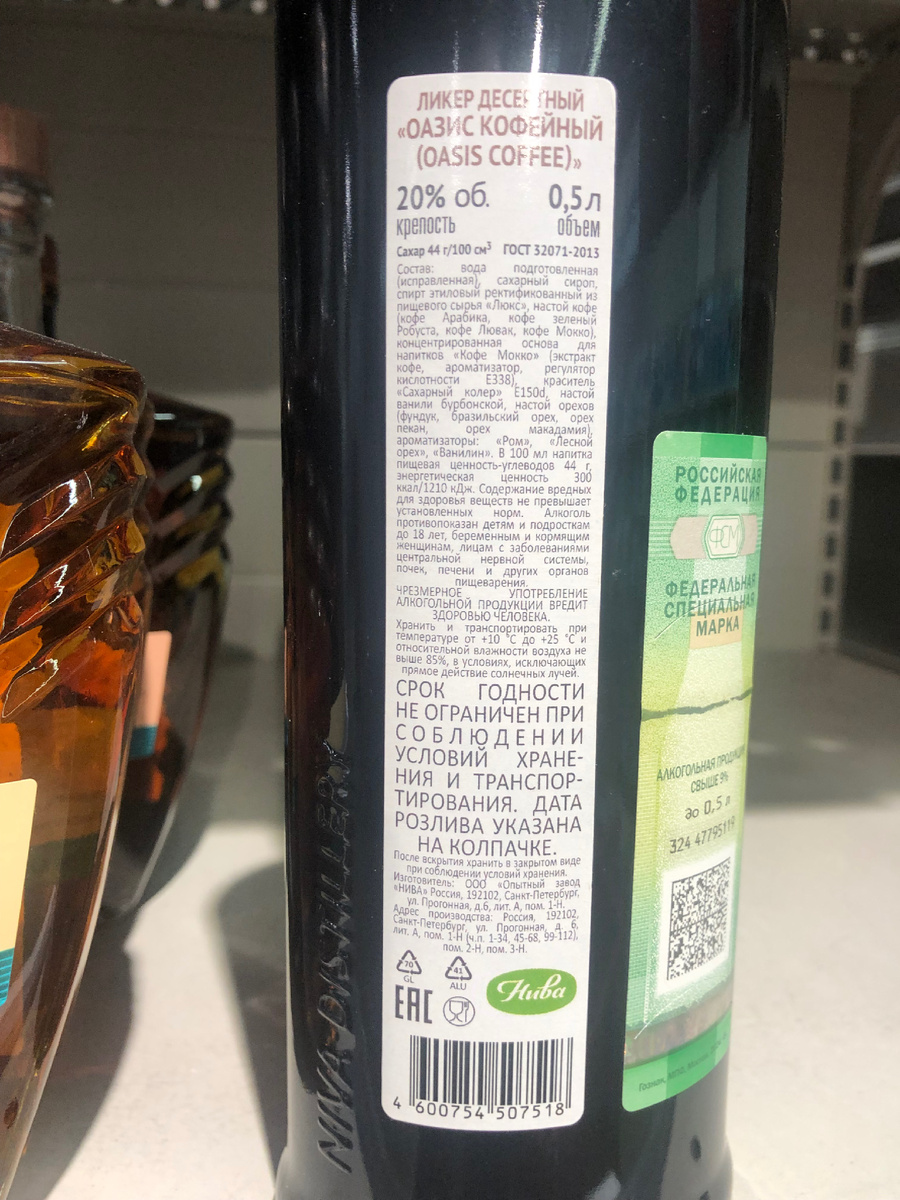 ЛИКЕР ДЕСЕРТНЫЙ
«ОАЗИС КОФЕЙНЫЙ
(OASIS COFFEE)»
20% об. 0,5 л
крепость объем
Сахар 44 г/100 см³ ГОСТ 32071-2013
Состав: вода подготовленная
(исправленная), сахарный сироп,
спирт этиловый ректификованный из
пищевого сырья «Люкс», настой кофе
(кофе Арабика, кофе зеленый
Робуста, кофе Лювак, кофе Мокко),
концентрированная основа для
напитков «Кофе Мокко» (экстракт
кофе, ароматизатор, регулятор
кислотности Е338), краситель
«Сахарный колер» Е150d, настой
ванили бурбонской, настой орехов
(фундук, бразильский орех, орех
пекан, орех макадамия),
ароматизаторы: «Ром», «Лесной
орех», «Ванилин». В 100 мл напитка
пищевая ценность-углеводов 44 г,
энергетическая ценность 300
ккал/1210 кДж. Содержание вредных
для здоровья веществ не превышает
установленных норм. Алкоголь
противопоказан детям и подросткам
до 18 лет, беременным и кормящим
женщинам, лицам с заболеваниями
центральной нервной системы,
почек, печени и других органов
пищеварения.
ЧРЕЗМЕРНОЕ УПОТРЕБЛЕНИЕ
АЛКОГОЛЬНОЙ ПРОДУКЦИИ ВРЕДИТ
ЗДОРОВЬЮ ЧЕЛОВЕКА.
Хранить и транспортировать при
температуре от +10 °С до +25 °С и
относительной влажности воздуха не
выше 85%, в условиях, исключающих
прямое действие солнечных лучей.
СРОК ГОДНОСТИ
НЕ ОГРАНИЧЕН ПРИ
СОБЛЮДЕНИИ
УСЛОВИЙ ХРАНЕ-
НИЯ И ТРАНСПОР-
ТИРОВАНИЯ. ДАТА
РОЗЛИВА УКАЗАНА
НА КОЛПАЧКЕ.
После вскрытия хранить в закрытом виде
при соблюдении условий хранения.
Изготовитель: ООО «Опытный завод
«НИВА» Россия, 192102, Санкт-Петербург,
ул. Прогонная, д.6, лит. А, пом. 1-Н.
Адрес производства: Россия, 192102,
Санкт-Петербург, ул. Прогонная, д. 6,
лит. А, пом. 1-Н (ч.п. 1-34, 45-68, 99-112),
пом. 2-Н, пом. 3-Н.
70 41
GL ALU
EAC Нива
4 600754 507518
NIVA DISTILLERY
РОССИЙСКАЯ
ФЕДЕРАЦИЯ
ФСМ
ФЕДЕРАЛЬНАЯ
СПЕЦИАЛЬНАЯ
МАРКА
АЛКОГОЛЬНАЯ ПРОДУКЦИЯ
СВЫШЕ 9%
до 0,5 л
324 47795119
Гознак, МПФ, Москва